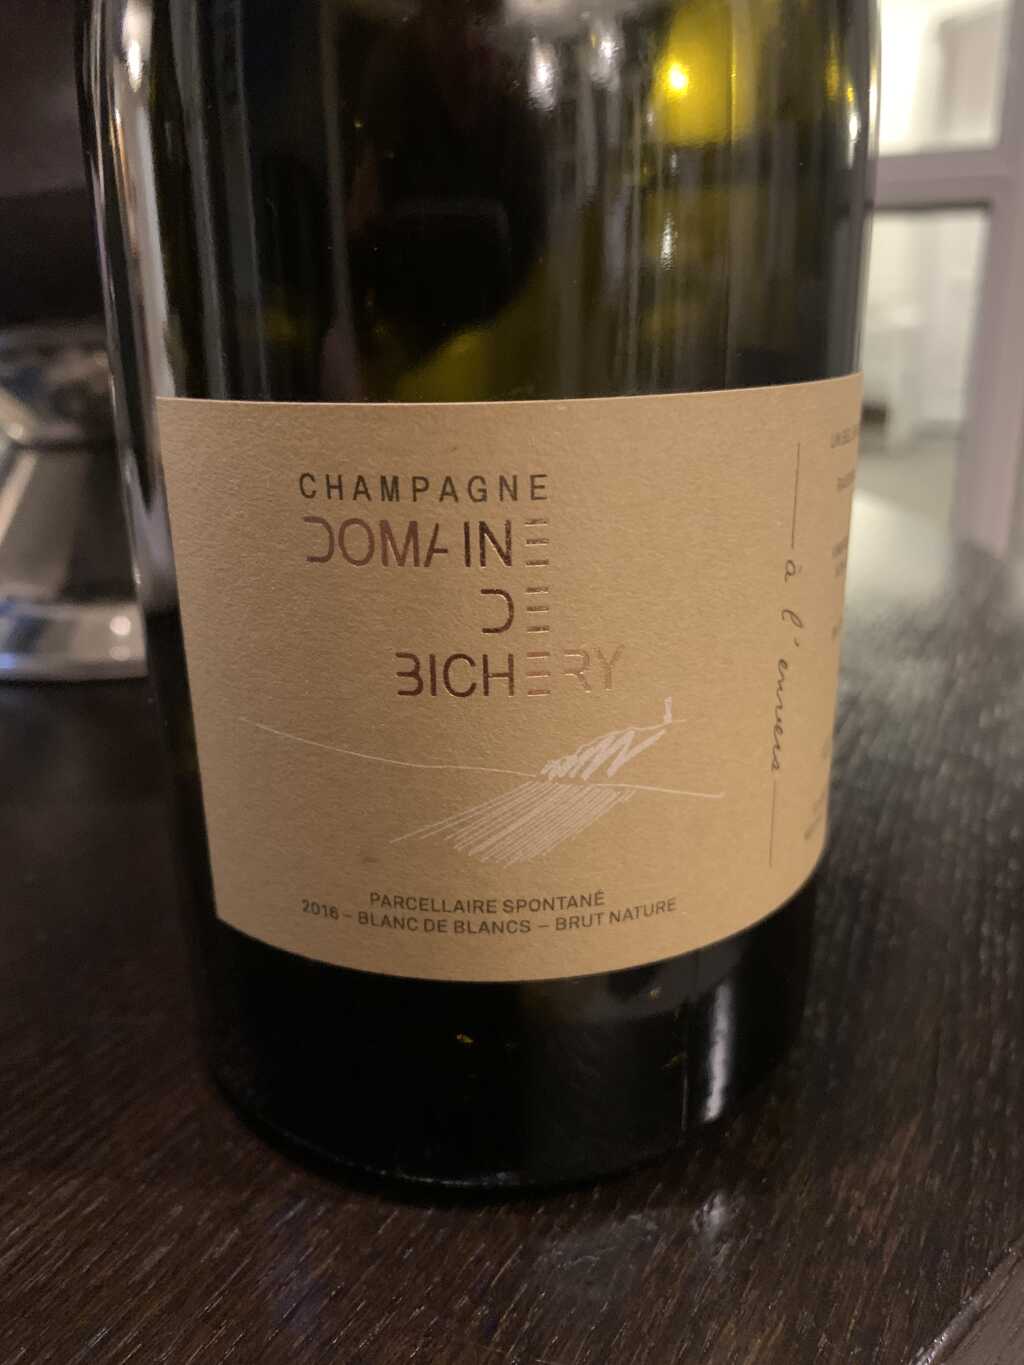 CHAMPAGNE
DOMAINE
DE
BICHERY
PARCELLAIRE SPONTANÉ
2016 – BLANC DE BLANCS – BRUT NATURE
à l'envers